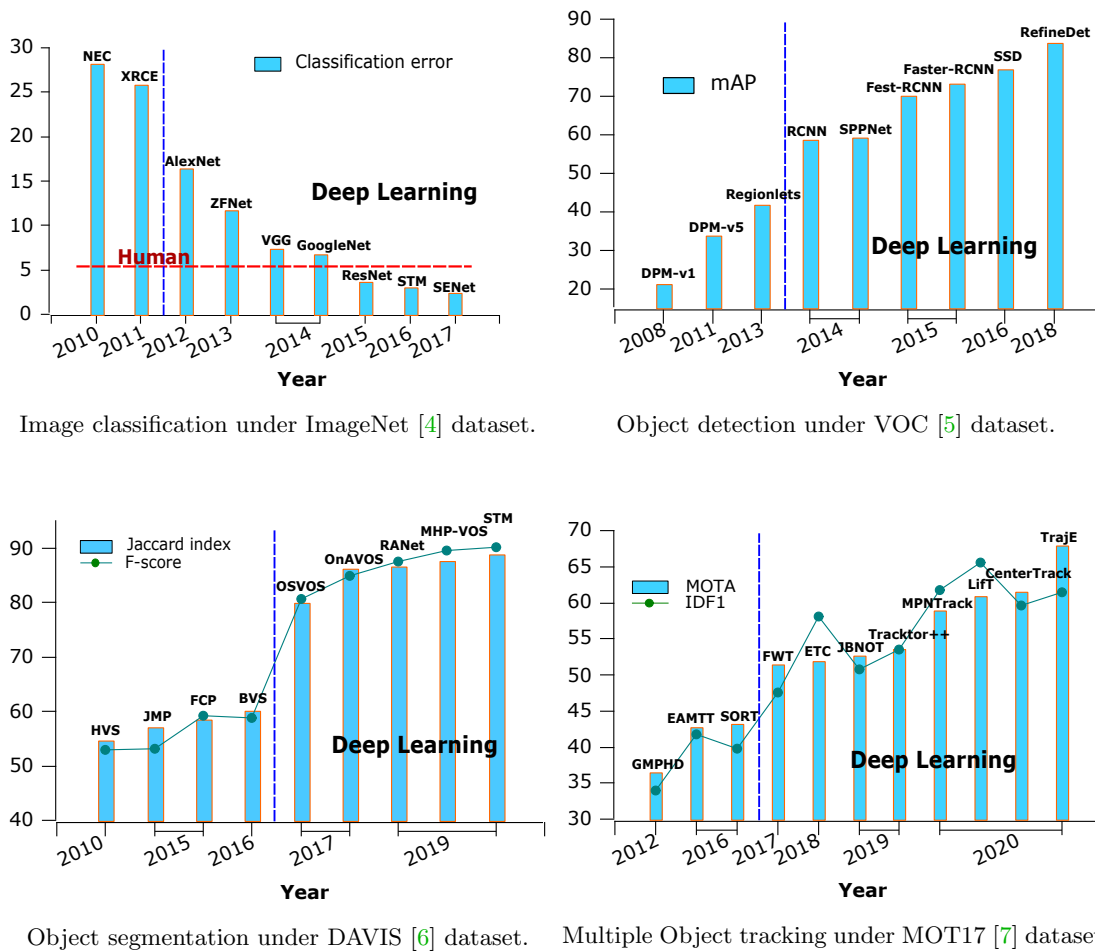 30
25
20
15
10
5
0
NEC
XRCE
AlexNet
ZFNet
VGG
GoogleNet
ResNet
STM
SENet
Classification error
Deep Learning
Human
2010
2011
2012
2013
2014
2015
2016
2017
Year
Image classification under ImageNet [4] dataset.
90
80
70
60
50
40
30
20
DPM-v1
DPM-v5
Regionlets
RCNN
SPPNet
Fest-RCNN
Faster-RCNN
SSD
RefineDet
mAP
Deep Learning
2008
2011
2013
2014
2015
2016
2018
Year
Object detection under VOC [5] dataset.
90
80
70
60
50
40
Jaccard index
F-score
HVS
JMP
FCP
BVS
OSVOS
OnAVOS
RANet
MHP-VOS
STM
Deep Learning
2010
2015
2016
2017
2019
Year
Object segmentation under DAVIS [6] dataset.
70
65
60
55
50
45
40
35
30
MOTA
IDF1
GMPHD
EAMTT
SORT
FWT
ETC
JBNOT
Tracktor++
MPNTrack
LifT
CenterTrack
TrajE
Deep Learning
2012
2016
2017
2018
2019
2020
Year
Multiple Object tracking under MOT17 [7] datase